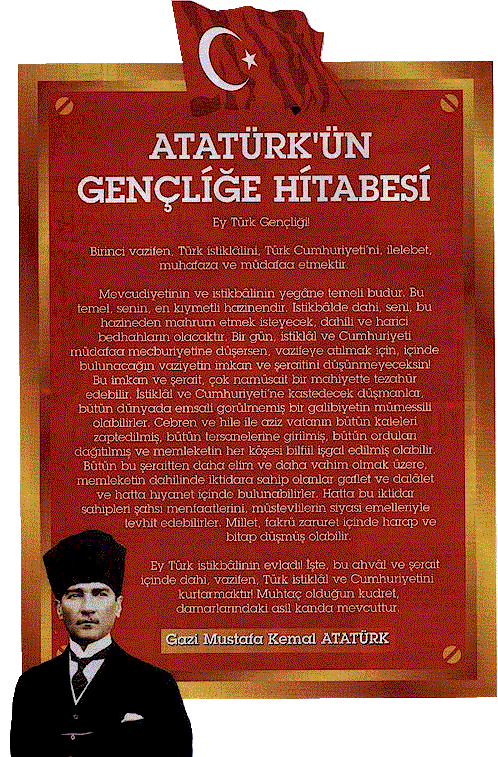 ATATÜRK'ÜN
GENÇLİĞE HİTABESİ
Ey Türk Gençliği!
Birinci vazifen, Türk istiklâlini, Türk Cumhuriyeti'ni, ilelebet,
muhafaza ve müdafaa etmektir.
Mevcudiyetinin ve istikbâlinin yegâne temeli budur. Bu
temel, senin, en kıymetli hazinendir. İstikbâlde dahi, seni, bu
hazineden mahrum etmek isteyecek, dahili ve harici
bedhahların olacaktır. Bir gün, istiklâl ve Cumhuriyeti
müdafaa mecburiyetine düşersen, vazifeye atılmak için, içinde
bulunacağın vaziyetin imkan ve şeraitini düşünmeyeceksin!
Bu imkan ve şerait, çok namüsait bir mahiyette tezahür
edebilir. İstiklâl ve Cumhuriyeti'ne kastedecek düşmanlar,
bütün dünyada emsali görülmemiş bir galibiyetin mümessili
olabilirler. Cebren ve hile ile aziz vatanın bütün kaleleri
zaptedilmiş, bütün tersanelerine girilmiş, bütün orduları
dağıtılmış ve memleketin her köşesi bilfiil işgal edilmiş olabilir.
Bütün bu şeraitten daha elim ve daha vahim olmak üzere,
memleketin dahilinde iktidara sahip olanlar gaflet ve dalâlet
ve hatta hıyanet içinde bulunabilirler. Hatta bu iktidar
sahipleri şahsi menfaatlerini, müstevlilerin siyasi emelleriyle
tevhit edebilirler. Millet, fakrü zaruret içinde harap ve
bitap düşmüş olabilir.
Ey Türk istikbâlinin evladı! İşte, bu ahvâl ve şerait
içinde dahi, vazifen, Türk istiklâl ve Cumhuriyetini
kurtarmaktır! Muhtaç olduğun kudret,
damarlarındaki asil kanda mevcuttur.
Gazi Mustafa Kemal ATATÜRK